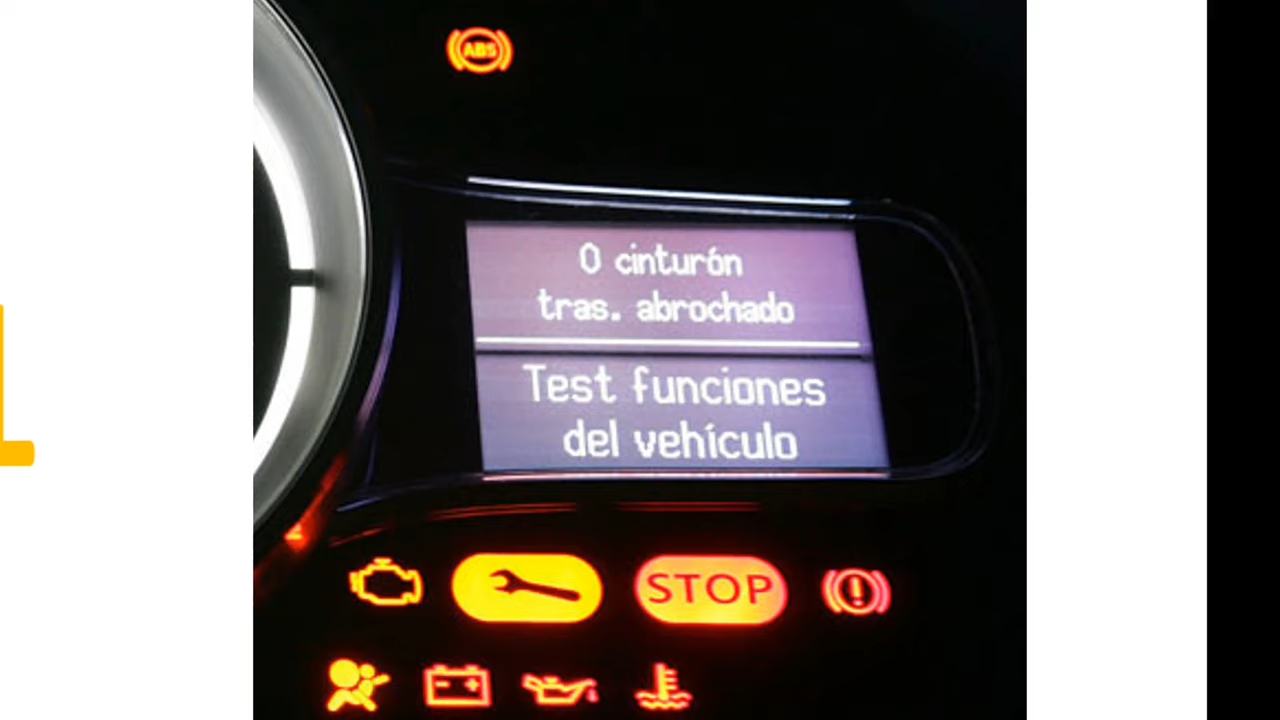 ABS
0 cinturón
tras. abrochado
Test funciones
del vehículo
STOP